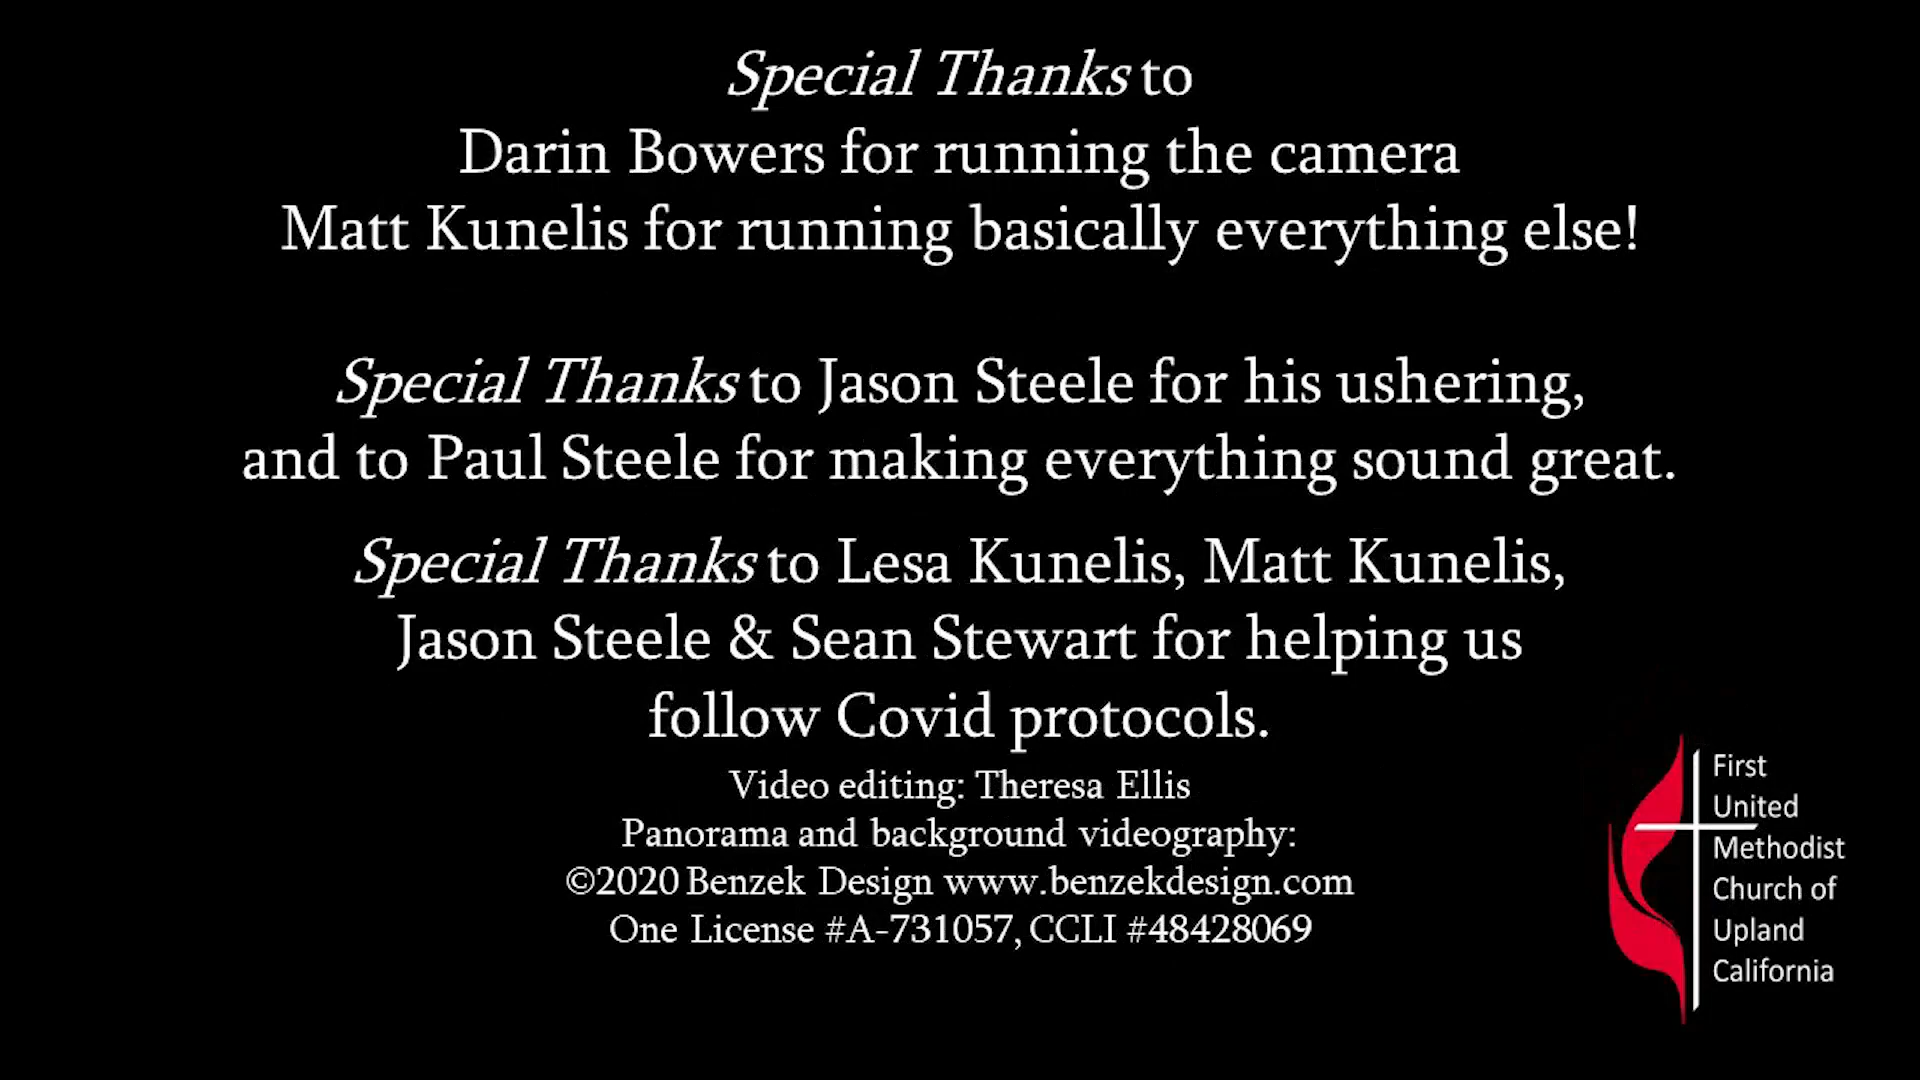 Special Thanks to
Darin Bowers for running the camera
Matt Kunelis for running basically everything else!
Special Thanks to Jason Steele for his ushering,
and to Paul Steele for making everything sound great.
Special Thanks to Lesa Kunelis, Matt Kunelis,
Jason Steele & Sean Stewart for helping us
follow Covid protocols.
Video editing: Theresa Ellis
Panorama and background videography:
©2020 Benzek Design www.benzekdesign.com
One License #A-731057, CCLI #48428069
First
United
Methodist
Church of
Upland
California